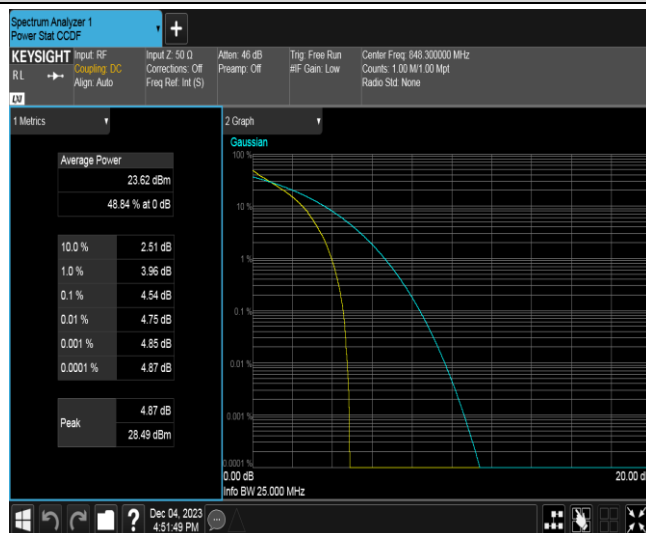 Spectrum Analyzer 1
Power Stat CCDF
KEYSIGHT
RL
LXI
Input: RF
Coupling: DC
Align: Auto
Input Z: 50 Ω
Corrections: Off
Freq Ref: Int (S)
Atten: 46 dB
Preamp: Off
Trig: Free Run
#IF Gain: Low
Center Freq: 848.300000 MHz
Counts: 1.00 M/1.00 Mpt
Radio Std: None
1 Metrics
Average Power
23.62 dBm
48.84 % at 0 dB
10.0 % 2.51 dB
1.0 % 3.96 dB
0.1 % 4.54 dB
0.01 % 4.75 dB
0.001 % 4.85 dB
0.0001 % 4.87 dB
Peak
4.87 dB
28.49 dBm
2 Graph
Gaussian
100 %
10 %
1 %
0.1 %
0.01 %
0.001 %
0.0001 %
0.00 dB
20.00 d
Info BW 25.000 MHz
?
Dec 04, 2023
4:51:49 PM